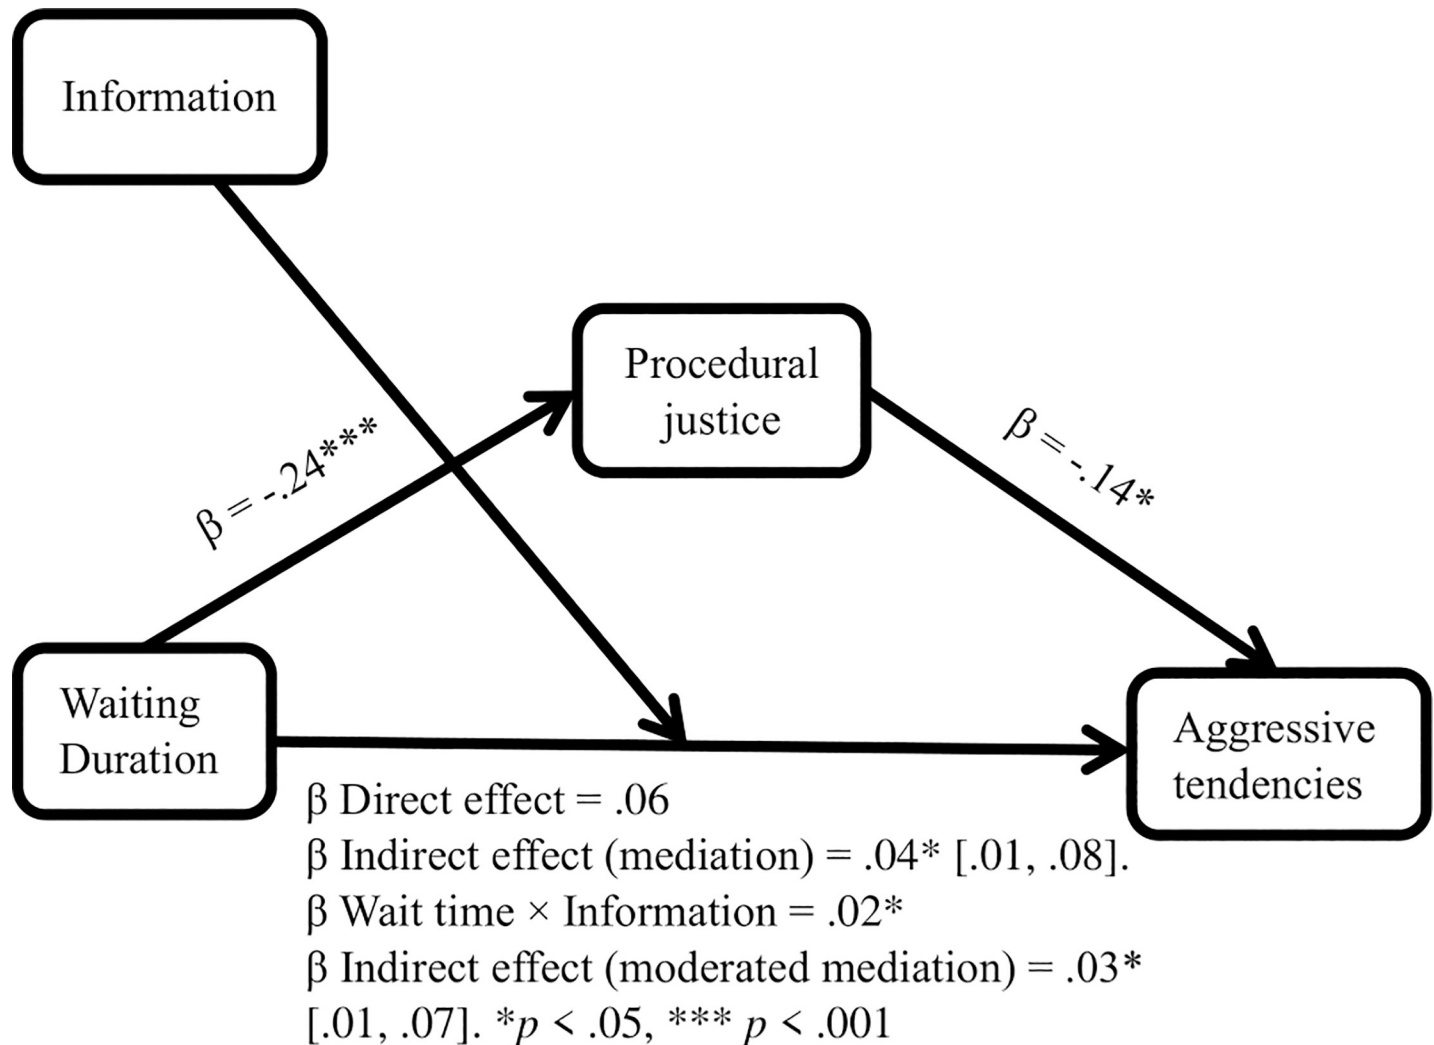 Information
Procedural
justice
β = -.24***
β = -.14*
Waiting
Duration
Aggressive
tendencies
β Direct effect = .06
β Indirect effect (mediation) = .04* [.01, .08].
β Wait time × Information = .02*
β Indirect effect (moderated mediation) = .03*
[.01, .07]. *p < .05, *** p < .001